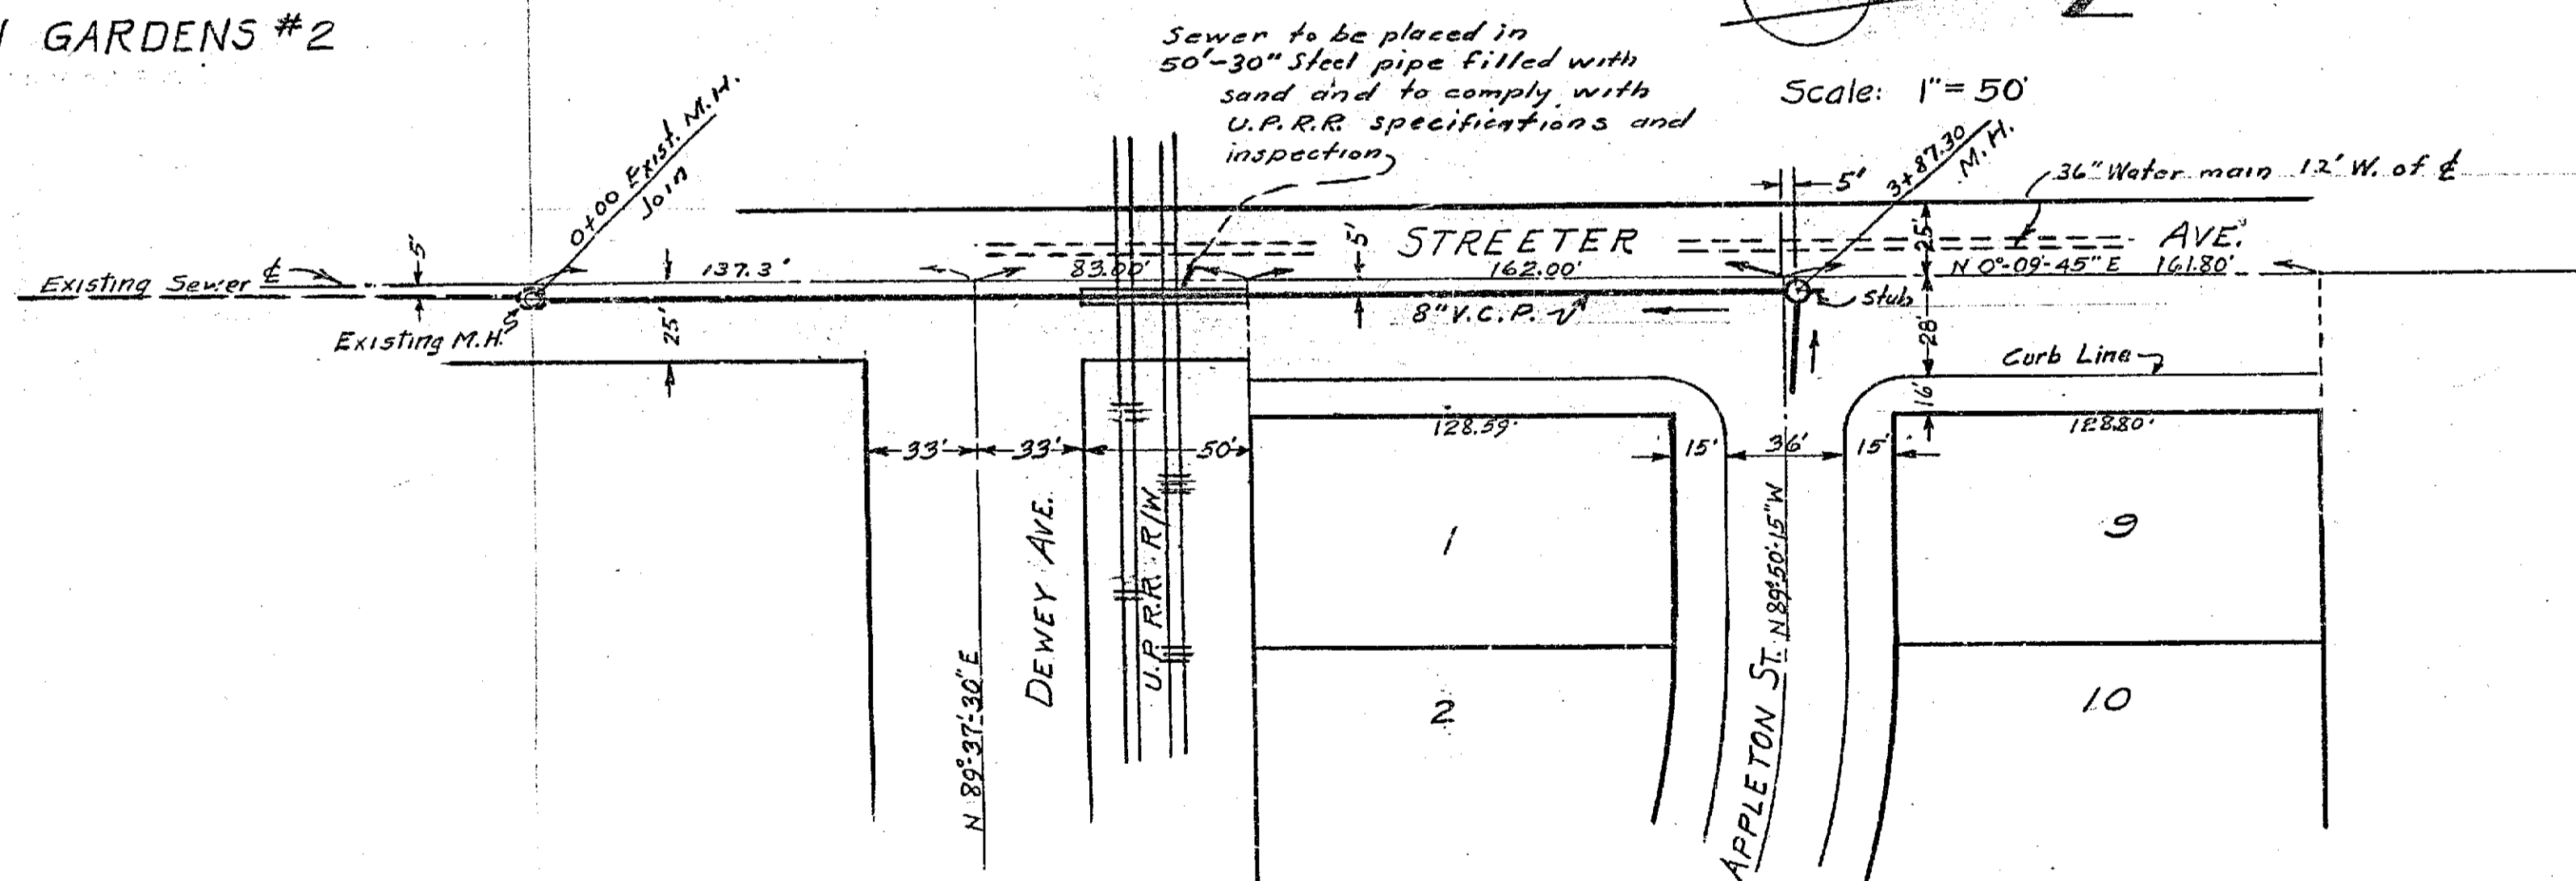 GARDENS #2
Sewer to be placed in
50'-30" Steel pipe filled with
sand and to comply with
U.P.R.R. specifications and
inspection
Scale: 1" = 50'
0+00 Exist. M.H.
Join
3+87.30
M.H.
5'
36" Water main 12' W. of ℄
STREETER AVE.
5'
5'
25'
Existing Sewer ℄
137.3'
83.00'
162.00'
N 0°-09'-45" E 161.80'
Stub
8" V.C.P.
Existing M.H.
25'
28'
Curb Line
16'
128.59'
128.80'
33'
33'
50'
15'
36'
15'
1
9
2
10
N 89°-37'-30" E
DEWEY AVE.
U.P.R.R. R/W
APPLETON ST. N 89°50'-15" W